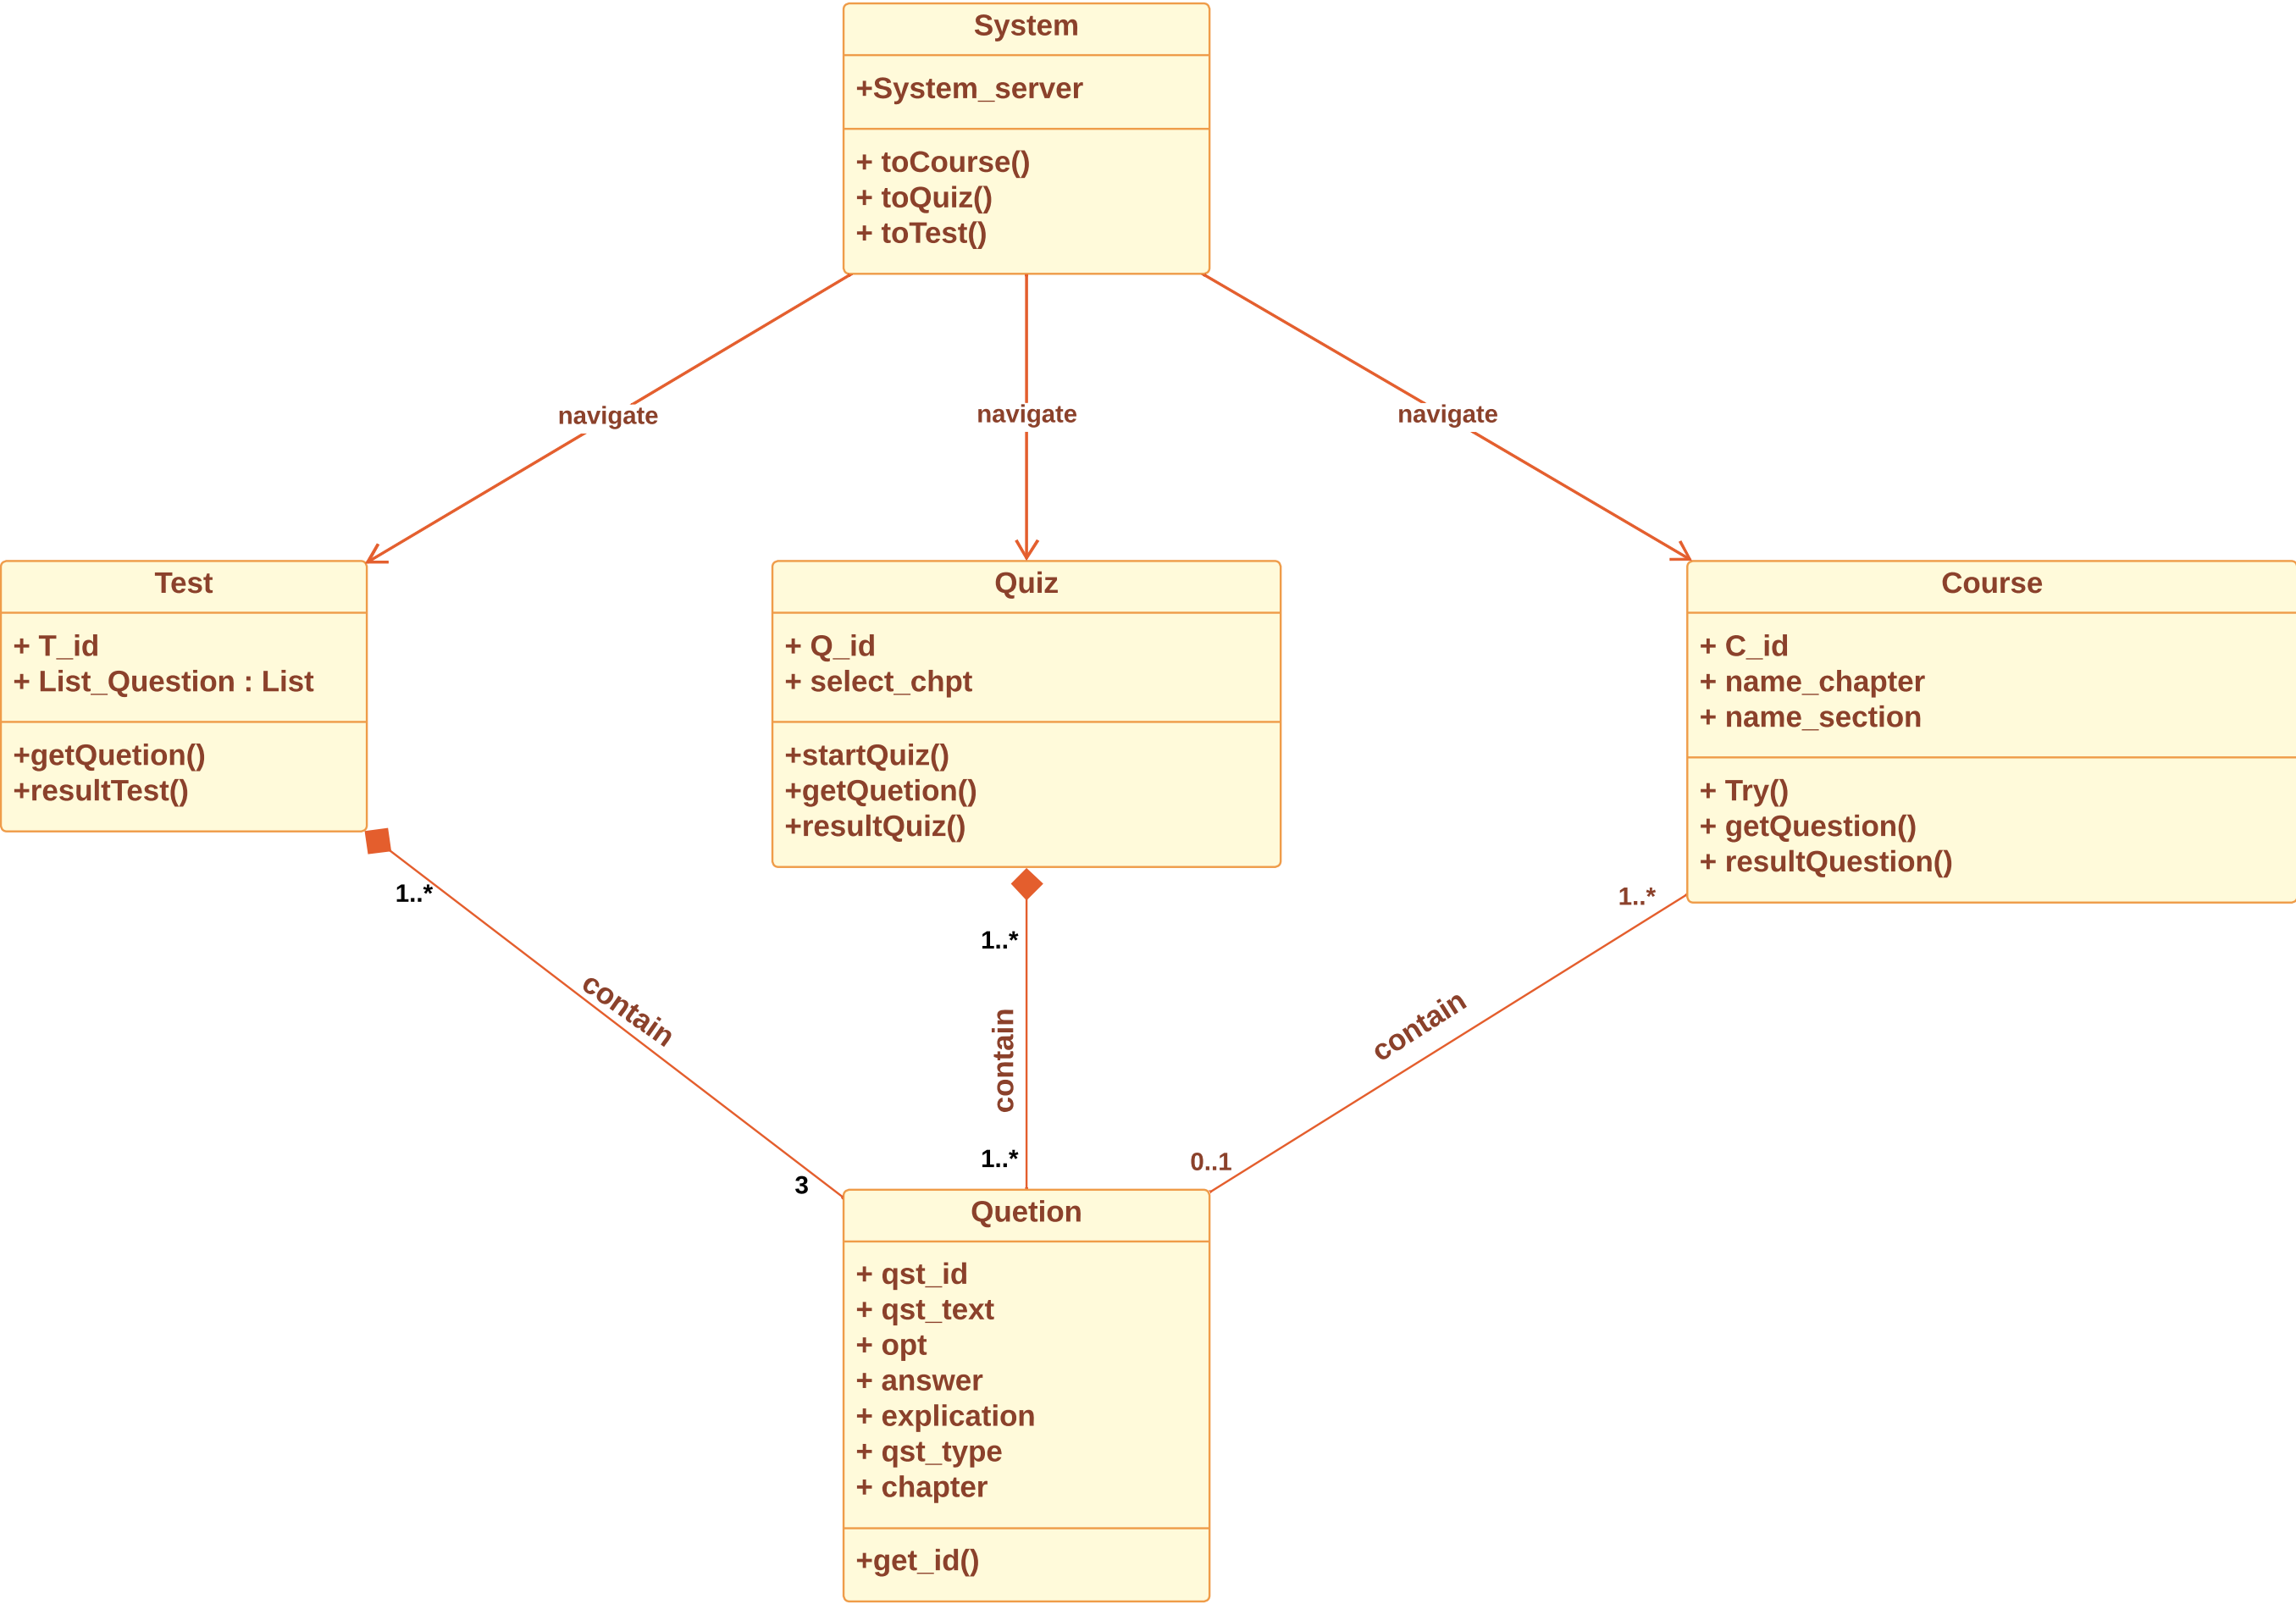 System
+System_server
+ toCourse()
+ toQuiz()
+ toTest()
navigate
navigate
navigate
Test
+ T_id
+ List_Question : List
+getQuetion()
+resultTest()
Quiz
+ Q_id
+ select_chpt
+startQuiz()
+getQuetion()
+resultQuiz()
Course
+ C_id
+ name_chapter
+ name_section
+ Try()
+ getQuestion()
+ resultQuestion()
1..*
contain
3
1..*
contain
1..*
1..*
contain
0..1
Quetion
+ qst_id
+ qst_text
+ opt
+ answer
+ explication
+ qst_type
+ chapter
+get_id()